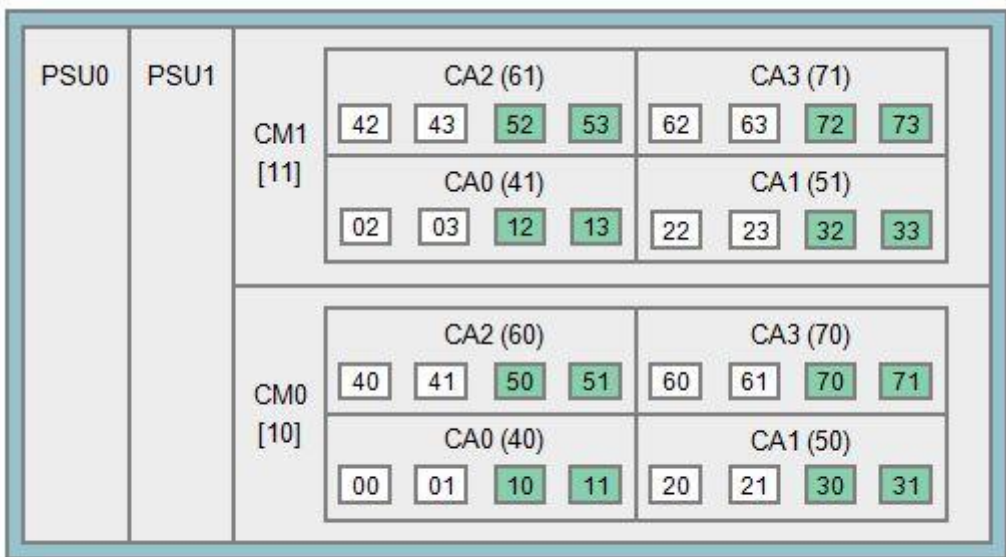 PSU0
PSU1
CM1
[11]
CA2 (61)
42 43 52 53
CA3 (71)
62 63 72 73
CA0 (41)
02 03 12 13
CA1 (51)
22 23 32 33
CM0
[10]
CA2 (60)
40 41 50 51
CA3 (70)
60 61 70 71
CA0 (40)
00 01 10 11
CA1 (50)
20 21 30 31